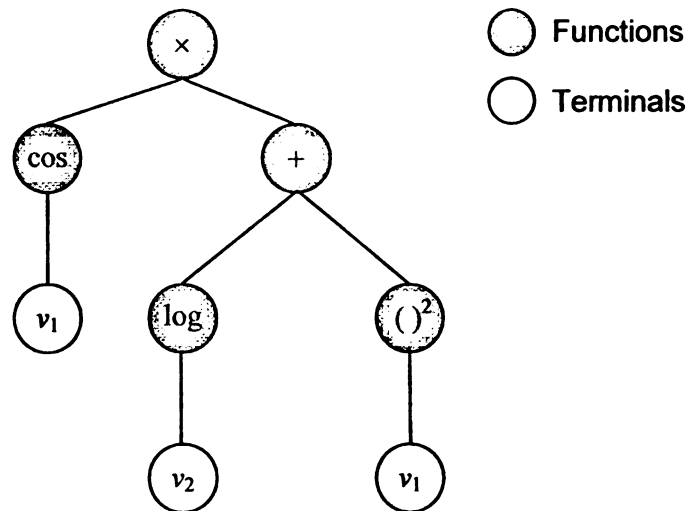 ×
Functions
Terminals
cos
+
v₁
log
( )²
v₂
v₁